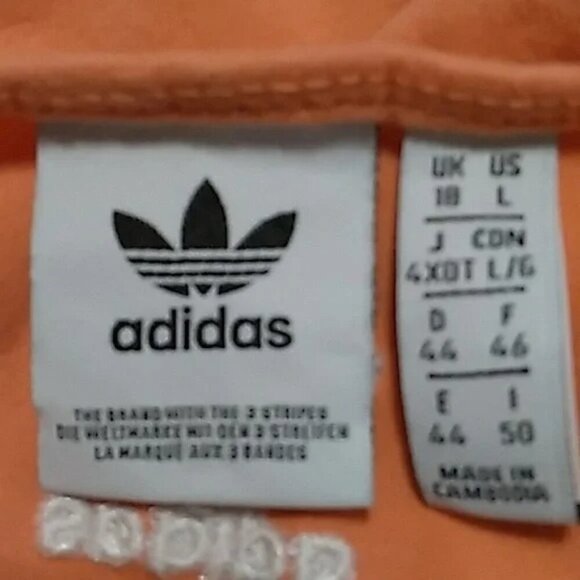 adidas
THE BRAND WITH THE 3 STRIPES
DIE WELTMARKE MIT DEN 3 STREIFEN
LA MARQUE AUX 3 BANDES
UK US
18 L
J CDN
4XOT L/G
D F
44 46
E I
44 50
MADE IN
CAMBODIA